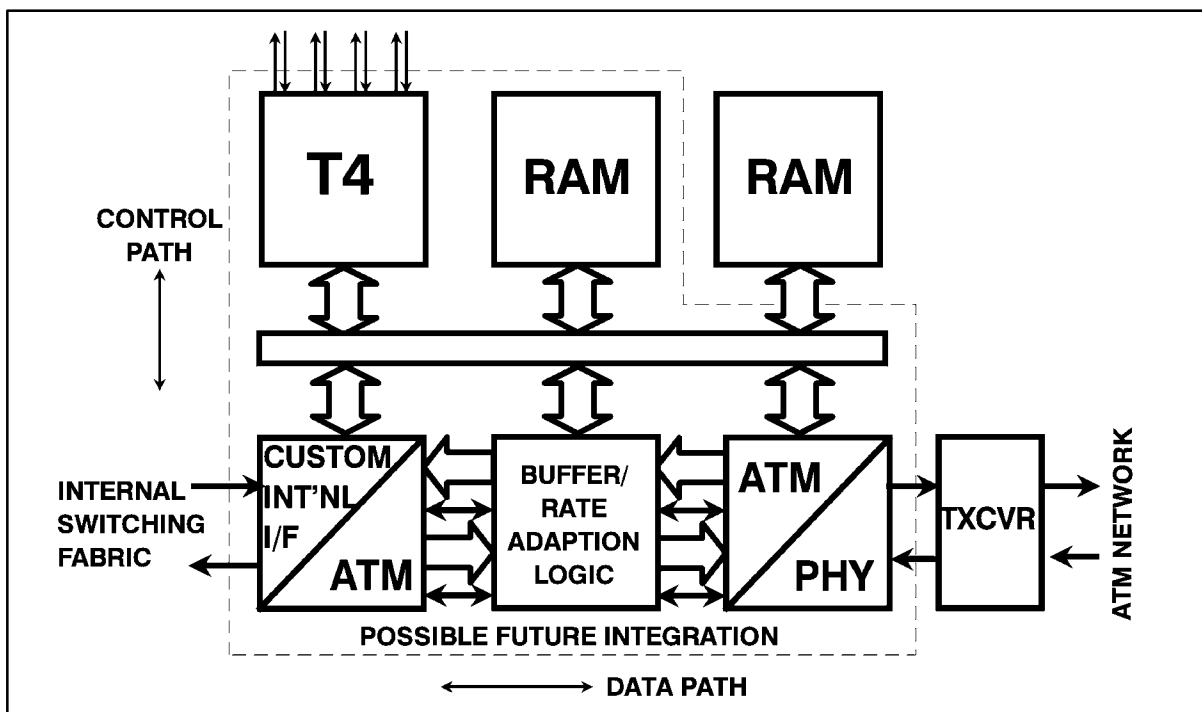 T4
RAM
RAM
CONTROL
PATH
CUSTOM
INT'NL
I/F
ATM
BUFFER/
RATE
ADAPTION
LOGIC
ATM
PHY
TXCVR
INTERNAL
SWITCHING
FABRIC
ATM NETWORK
POSSIBLE FUTURE INTEGRATION
DATA PATH